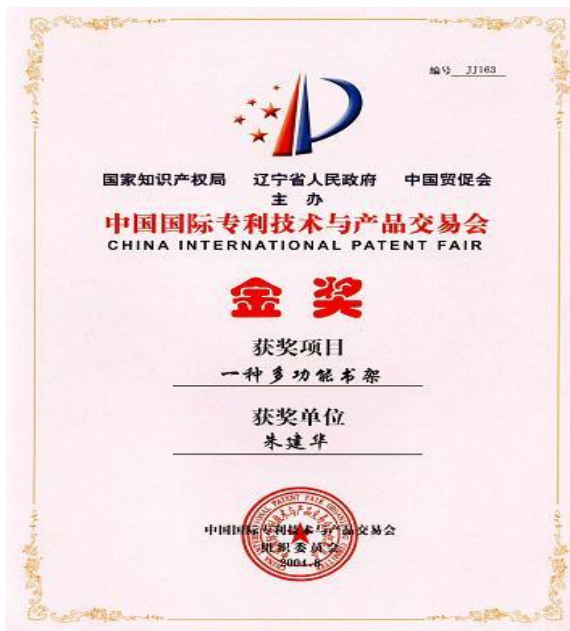 编号 JJ163
国家知识产权局 辽宁省人民政府 中国贸促会
主 办
中国国际专利技术与产品交易会
CHINA INTERNATIONAL PATENT FAIR
金奖
获奖项目
一种多功能书架
获奖单位
朱建华
中国国际专利技术与产品交易会
组织委员会
2004.8